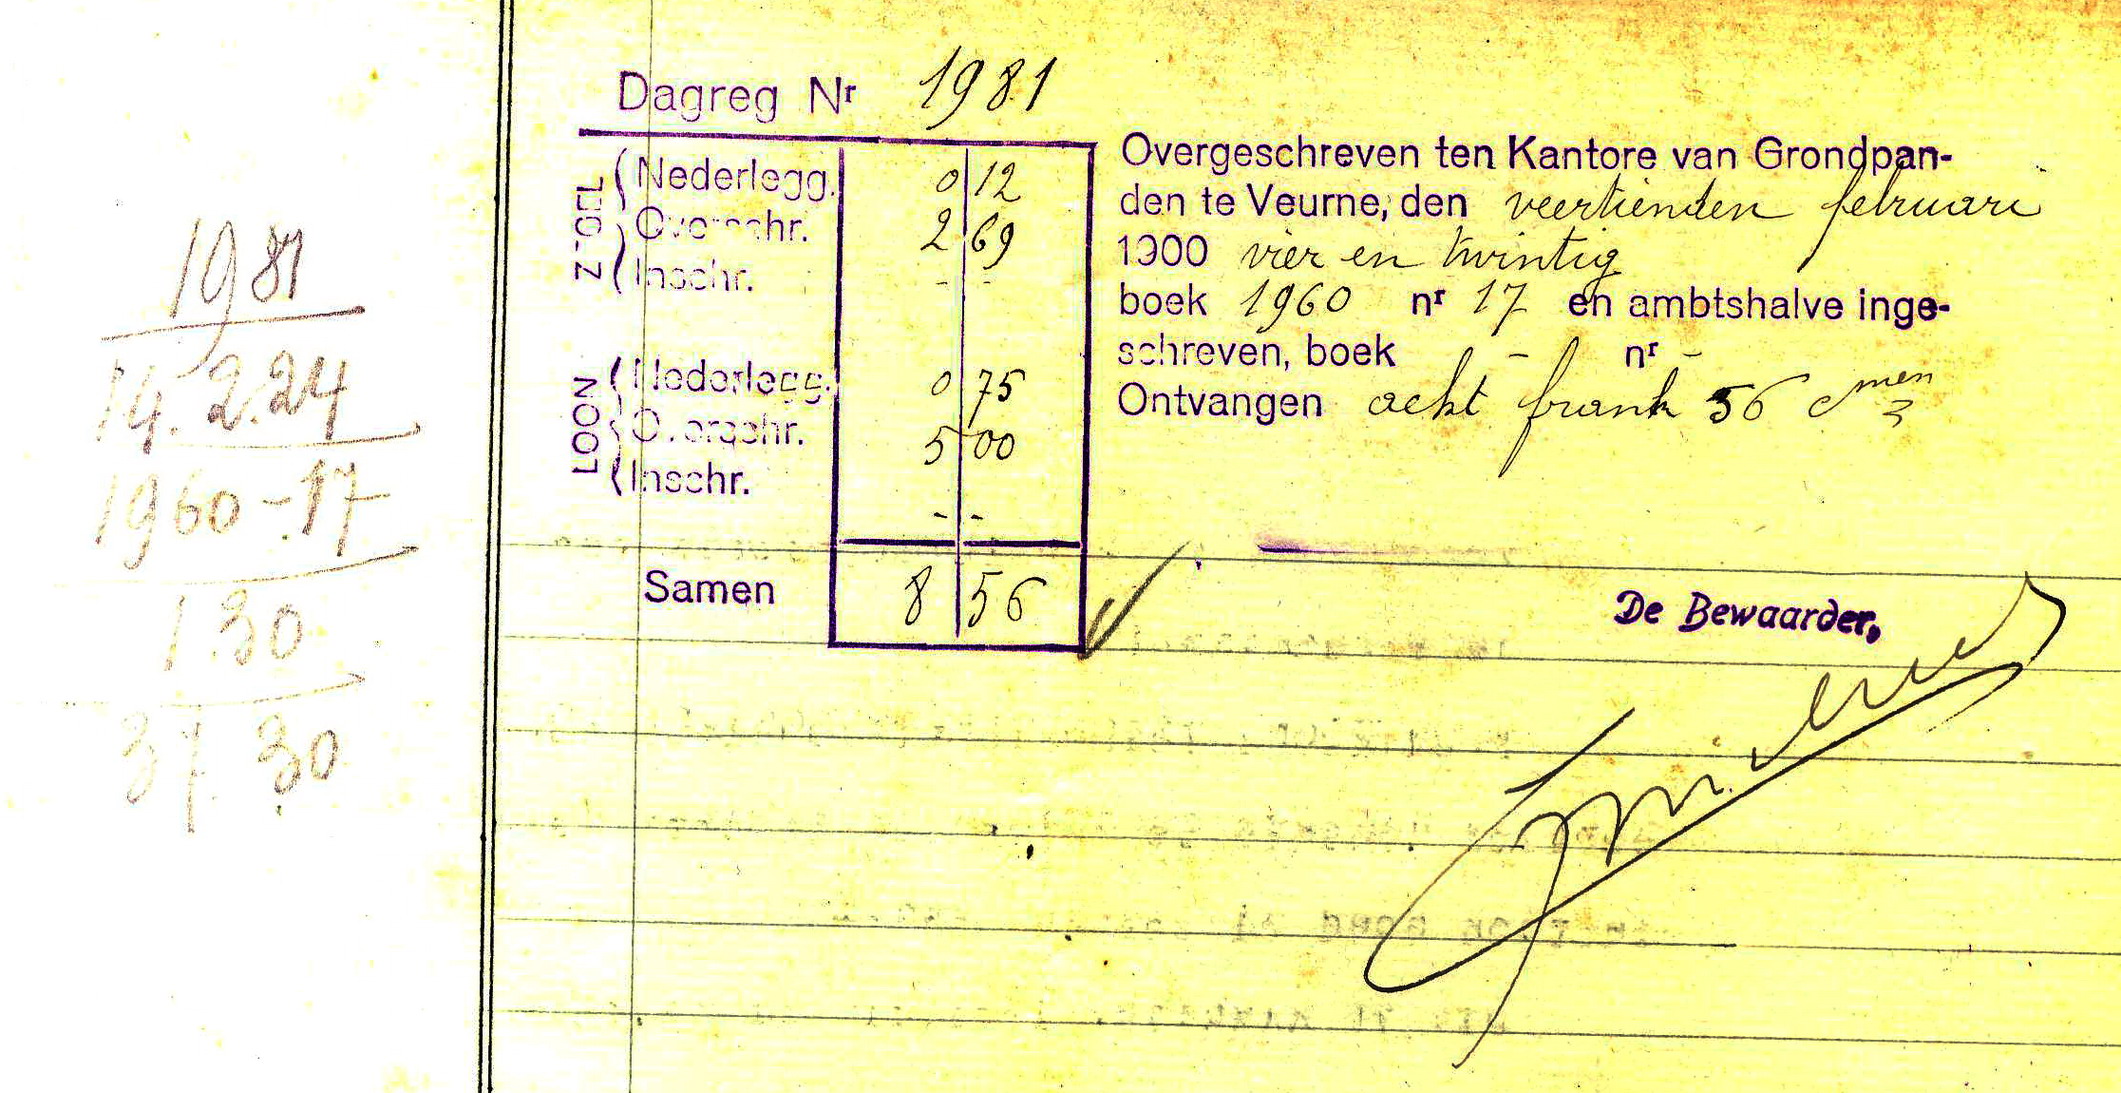 Dagreg Nr 1981
Z'GEL
Nederlegg. 0 12
Overschr. 2 69
Inschr. - -
LOON
Nederlegg. 0 75
Overschr. 5 00
Inschr. - -
Samen 8 56
Overgeschreven ten Kantore van Grondpan-
den te Veurne, den veertienden februari
1900 vier en twintig
boek 1960 nr 17 en ambtshalve inge-
schreven, boek - nr -
Ontvangen acht frank 56 cmen
De Bewaarder,
1981
14.2.24
1960-17
1.30
37.30